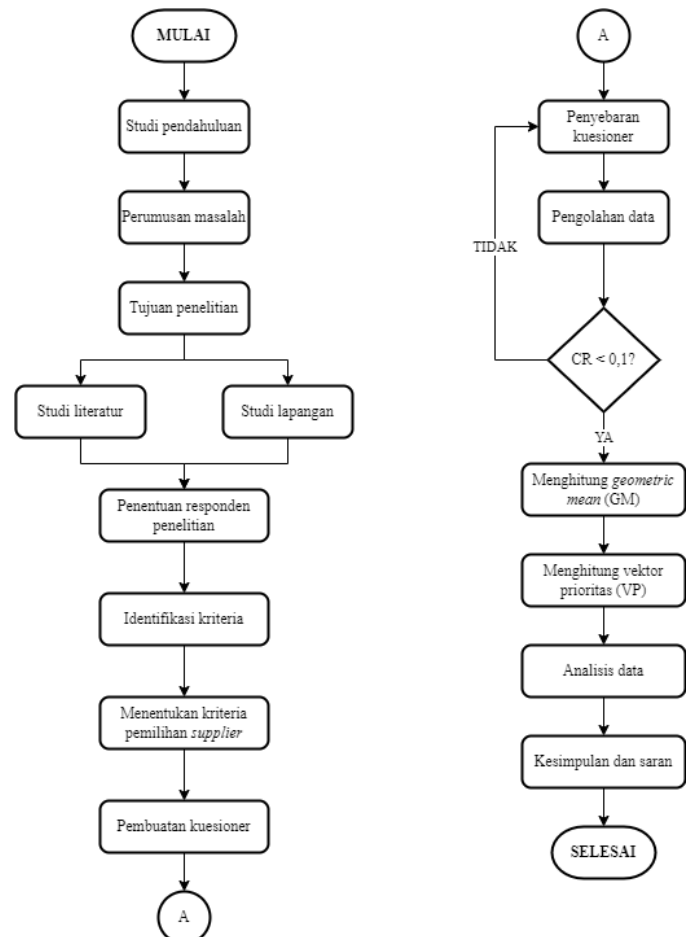 MULAI
Studi pendahuluan
Perumusan masalah
Tujuan penelitian
Studi literatur
Studi lapangan
Penentuan responden
penelitian
Identifikasi kriteria
Menentukan kriteria
pemilihan supplier
Pembuatan kuesioner
A
A
Penyebaran
kuesioner
Pengolahan data
TIDAK
CR < 0,1?
YA
Menghitung geometric
mean (GM)
Menghitung vektor
prioritas (VP)
Analisis data
Kesimpulan dan saran
SELESAI